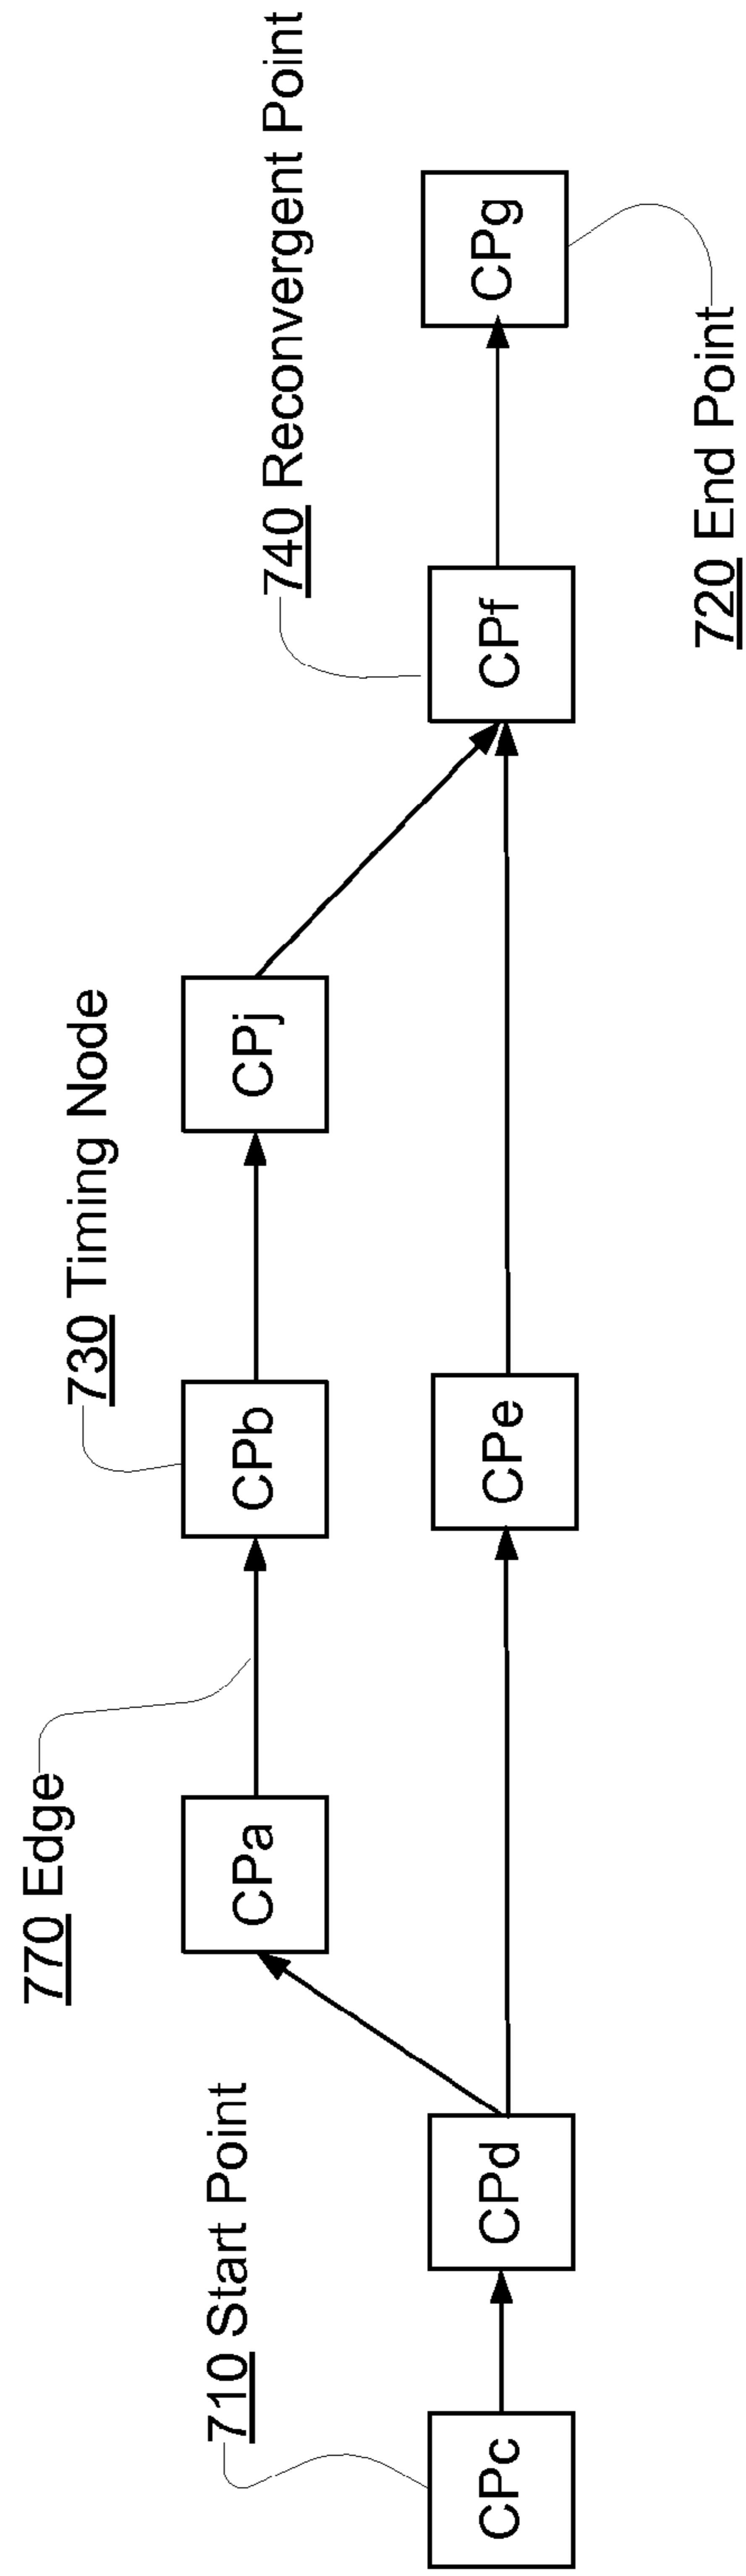 770 Edge
730 Timing Node
710 Start Point
740 Reconvergent Point
CPa
CPb
CPj
CPc
CPd
CPe
CPf
CPg
720 End Point